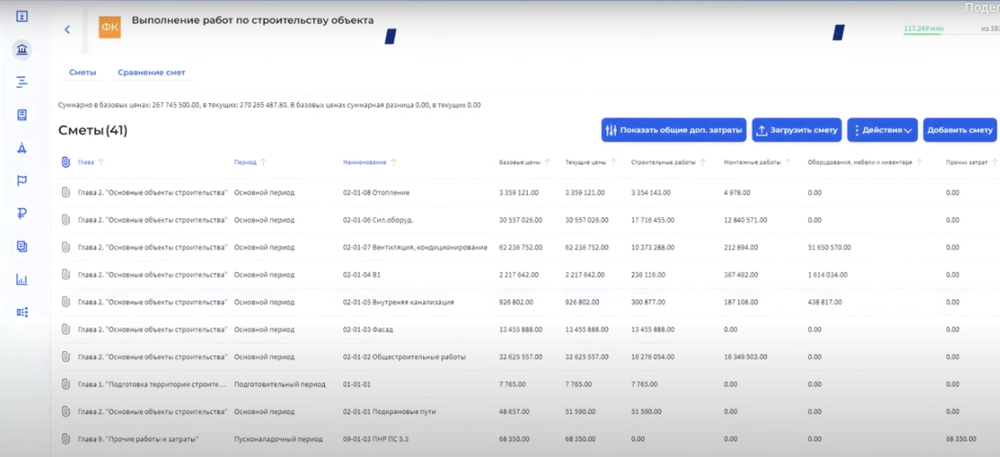 Подел
ФК Выполнение работ по строительству объекта
117.249 млн из 393
Сметы Сравнение смет
Суммарно в базовых ценах: 267 745 500.00, в текущих: 270 265 487.80. В базовых ценах суммарная разница 0.00, в текущих 0.00
Сметы (41) Показать общие доп. затраты Загрузить смету Действия Добавить смету
Глава Период Наименование Базовые цены Текущие цены Строительные работы Монтажные работы Оборудования, мебели и инвентаря Прочих затрат
Глава 2. "Основные объекты строительства" Основной период 02-01-08 Отопление 3 359 121.00 3 359 121.00 3 354 143.00 4 978.00 0.00 0.00
Глава 2. "Основные объекты строительства" Основной период 02-01-06 Сил.оборуд. 30 557 026.00 30 557 026.00 17 716 455.00 12 840 571.00 0.00 0.00
Глава 2. "Основные объекты строительства" Основной период 02-01-07 Вентиляция, кондиционирование 62 236 752.00 62 236 752.00 10 373 288.00 212 894.00 51 650 570.00 0.00
Глава 2. "Основные объекты строительства" Основной период 02-01-04 В1 2 217 642.00 2 217 642.00 236 116.00 367 492.00 1 614 034.00 0.00
Глава 2. "Основные объекты строительства" Основной период 02-01-05 Внутреняя канализация 926 802.00 926 802.00 300 877.00 187 108.00 438 817.00 0.00
Глава 2. "Основные объекты строительства" Основной период 02-01-03 Фасад 13 455 888.00 13 455 888.00 13 455 888.00 0.00 0.00 0.00
Глава 2. "Основные объекты строительства" Основной период 02-01-02 Общестроительные работы 32 625 557.00 32 625 557.00 16 276 054.00 16 349 503.00 0.00 0.00
Глава 1. "Подготовка территории строите... Подготовительный период 01-01-01 7 765.00 7 765.00 7 765.00 0.00 0.00 0.00
Глава 2. "Основные объекты строительства" Основной период 02-01-01 Подкрановые пути 48 657.00 51 590.00 51 590.00 0.00 0.00 0.00
Глава 9. "Прочие работы и затраты" Пусконаладочный период 09-01-03 ПНР ПС 5.3 68 350.00 68 350.00 0.00 0.00 0.00 68 350.00